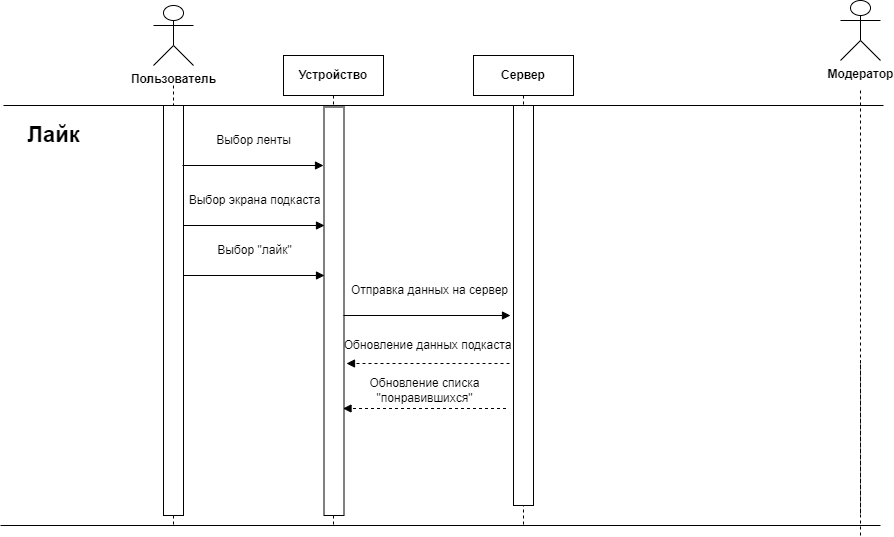 Пользователь
Устройство
Сервер
Модератор
Лайк
Выбор ленты
Выбор экрана подкаста
Выбор "лайк"
Отправка данных на сервер
Обновление данных подкаста
Обновление списка
"понравившихся"